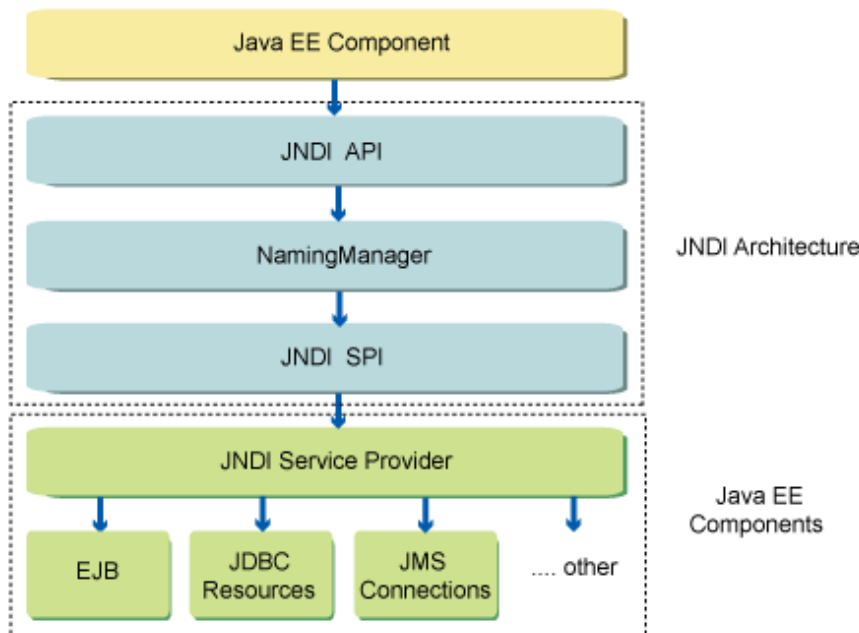 Java EE Component
JNDI API
NamingManager
JNDI Architecture
JNDI SPI
JNDI Service Provider
Java EE
Components
EJB
JDBC
Resources
JMS
Connections
.... other